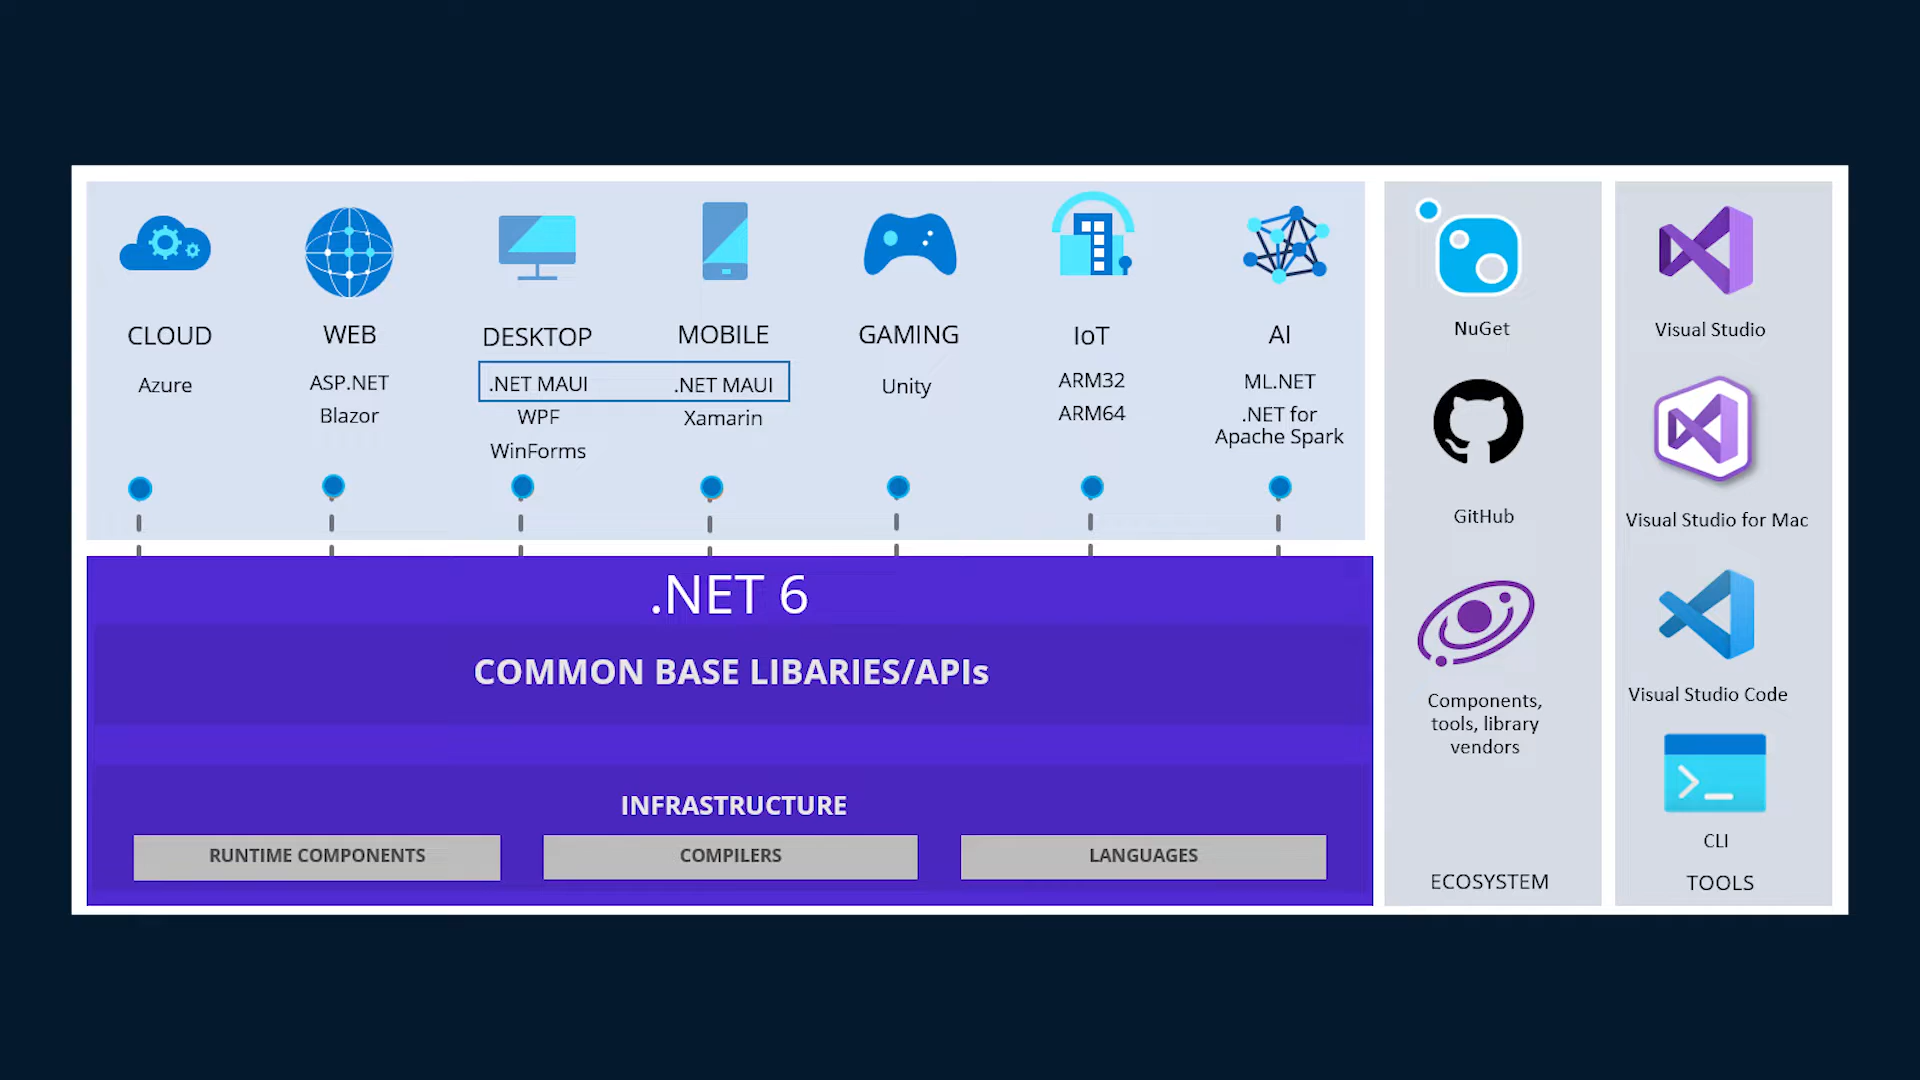 CLOUD
Azure
WEB
ASP.NET
Blazor
DESKTOP
.NET MAUI
WPF
WinForms
MOBILE
.NET MAUI
Xamarin
GAMING
Unity
IoT
ARM32
ARM64
AI
ML.NET
.NET for
Apache Spark
.NET 6
COMMON BASE LIBARIES/APIs
INFRASTRUCTURE
RUNTIME COMPONENTS
COMPILERS
LANGUAGES
NuGet
GitHub
Components,
tools, library
vendors
ECOSYSTEM
Visual Studio
Visual Studio for Mac
Visual Studio Code
CLI
TOOLS